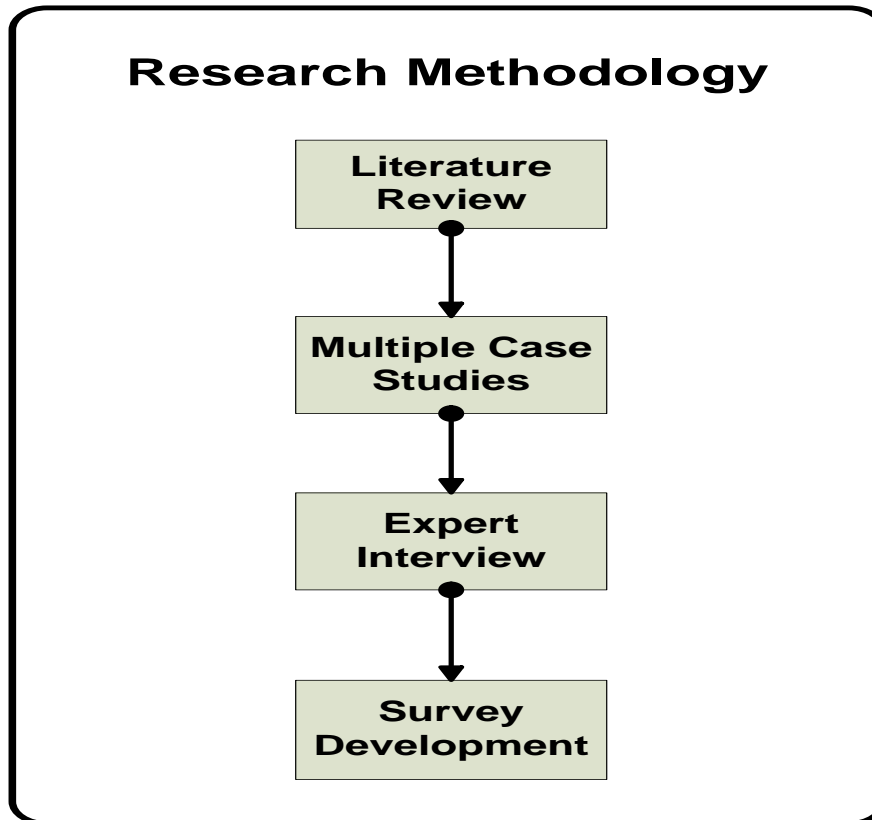 Research Methodology
Literature
Review
Multiple Case
Studies
Expert
Interview
Survey
Development